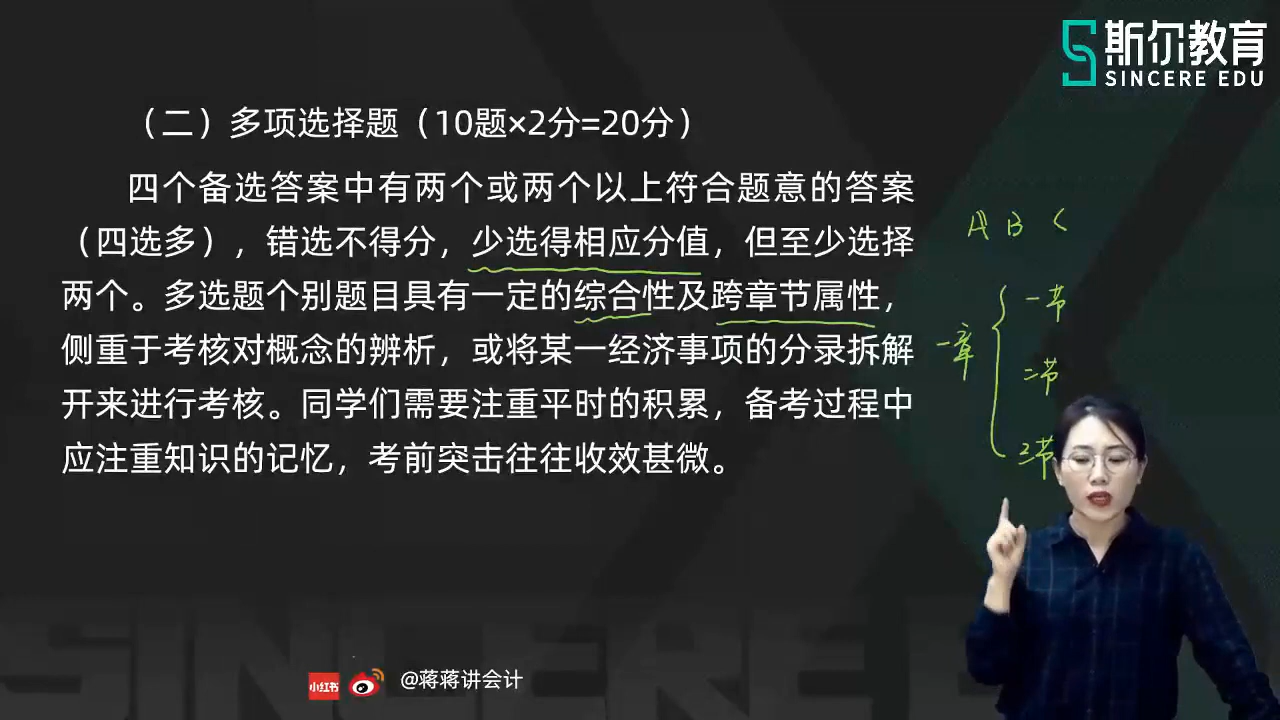 斯尔教育
SINCERE EDU
（二）多项选择题（10题×2分=20分）
四个备选答案中有两个或两个以上符合题意的答案
（四选多），错选不得分，少选得相应分值，但至少选择
两个。多选题个别题目具有一定的综合性及跨章节属性，
侧重于考核对概念的辨析，或将某一经济事项的分录拆解
开来进行考核。同学们需要注重平时的积累，备考过程中
应注重知识的记忆，考前突击往往收效甚微。
A B C
一章
一节
二节
三节
SINCERE E
小红书
@蒋蒋讲会计